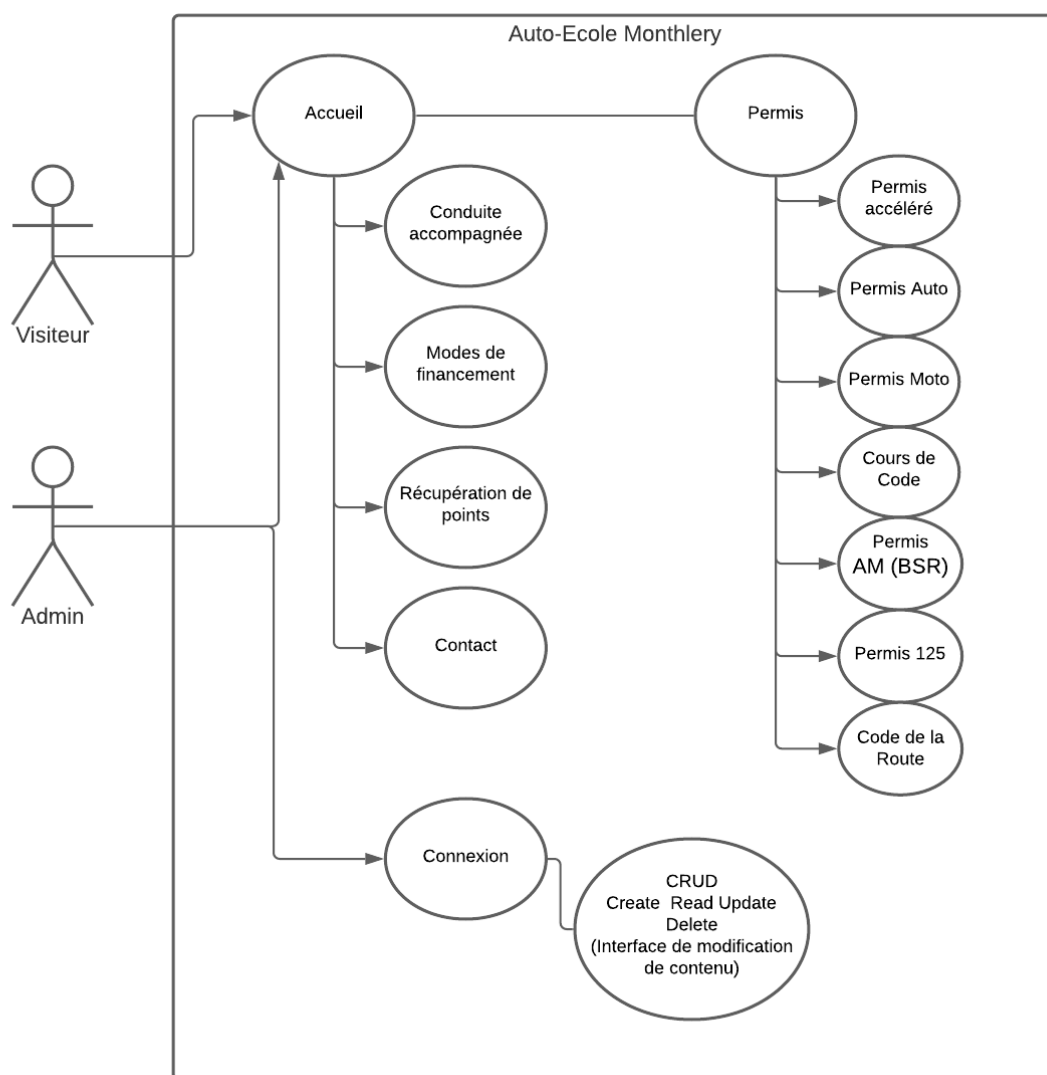 Auto-Ecole Monthlery
Accueil
Permis
Conduite
accompagnée
Permis
accéléré
Visiteur
Permis Auto
Modes de
financement
Permis Moto
Cours de
Code
Récupération de
points
Permis
AM (BSR)
Admin
Contact
Permis 125
Code de la
Route
Connexion
CRUD
Create Read Update
Delete
(Interface de modification
de contenu)